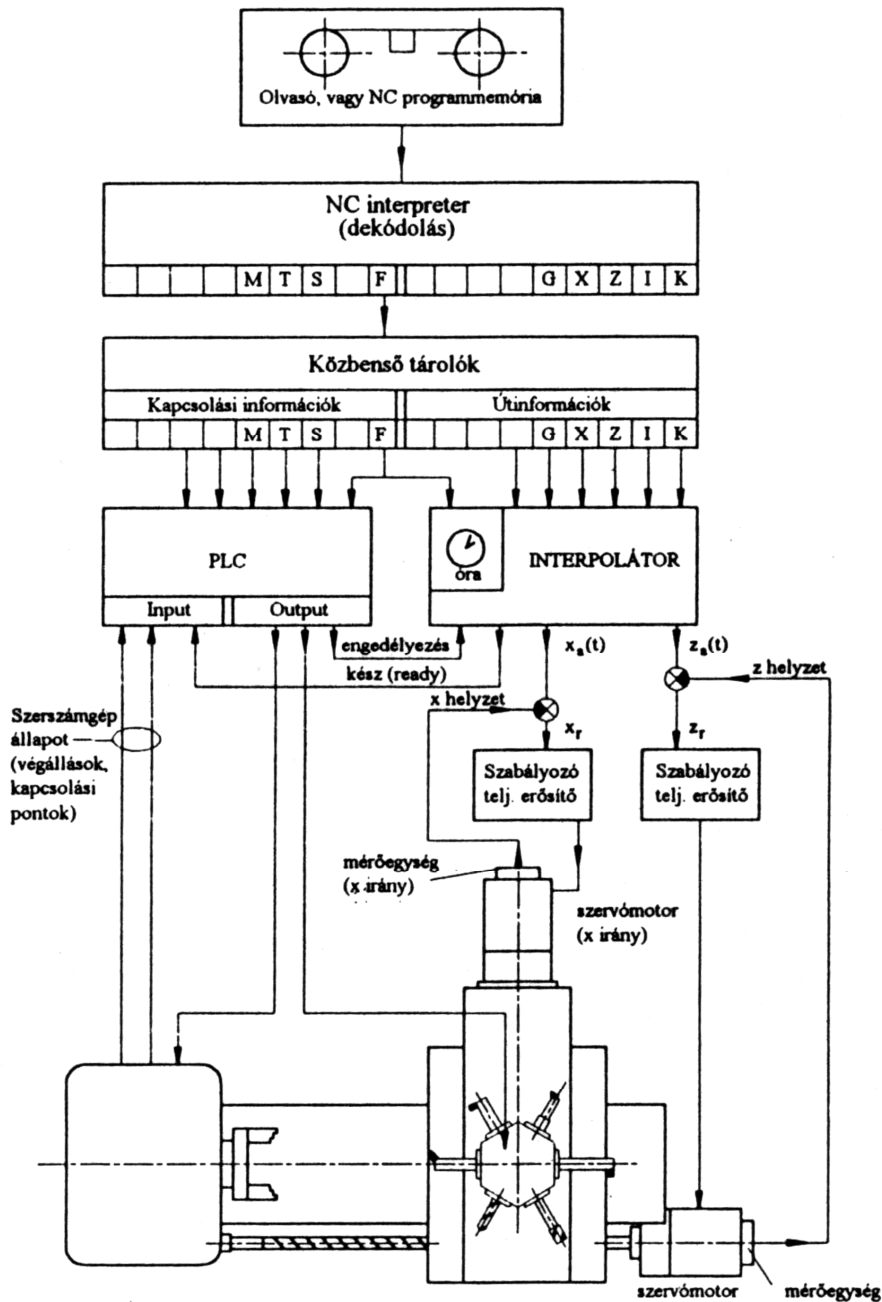 Olvasó, vagy NC programmemória
NC interpreter
(dekódolás)
M T S F G X Z I K
Közbenső tárolók
Kapcsolási információk Útinformációk
M T S F G X Z I K
PLC
óra
INTERPOLÁTOR
Input Output
engedélyezés
kész (ready)
xₐ(t)
zₐ(t)
x helyzet
z helyzet
xᵣ
zᵣ
Szerszámgép
állapot
(végállások,
kapcsolási
pontok)
Szabályozó
telj. erősítő
Szabályozó
telj. erősítő
mérőegység
(x irány)
szervómotor
(x irány)
szervómotor
mérőegység